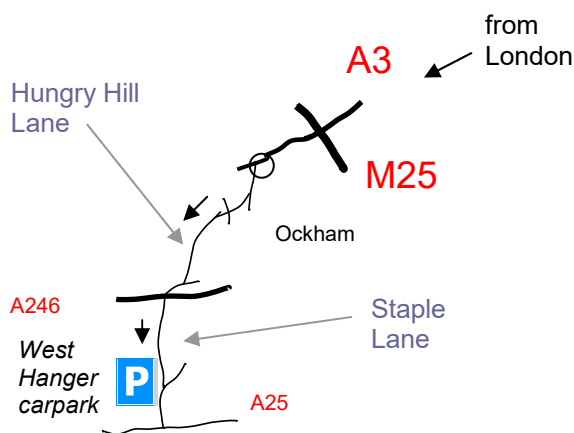 from
London
A3
Hungry Hill
Lane
M25
Ockham
A246
Staple
Lane
West
Hanger
carpark
P
A25